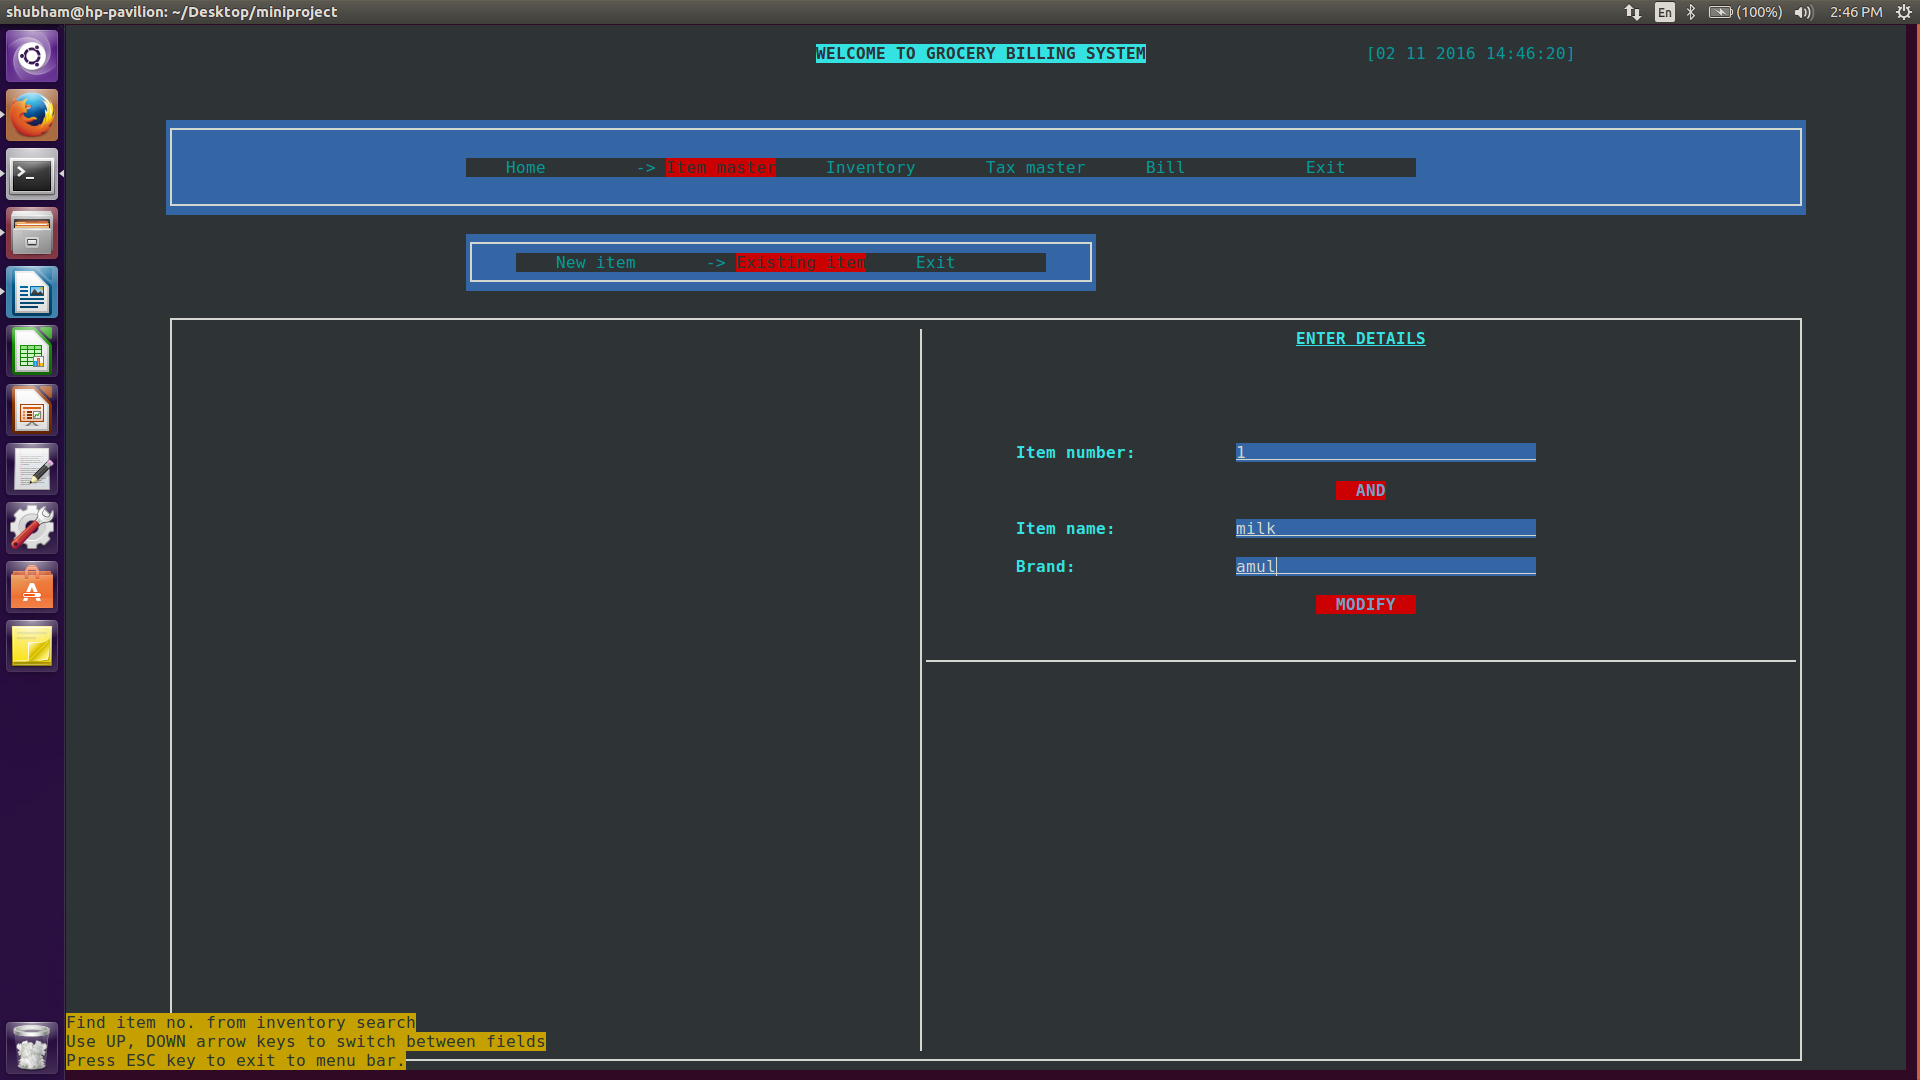 shubham@hp-pavilion: ~/Desktop/miniproject En (100%) 2:46 PM
WELCOME TO GROCERY BILLING SYSTEM [02 11 2016 14:46:20]
Home -> Item master Inventory Tax master Bill Exit
New item -> Existing item Exit
ENTER DETAILS
Item number: 1
AND
Item name: milk
Brand: amul
MODIFY
Find item no. from inventory search
Use UP, DOWN arrow keys to switch between fields
Press ESC key to exit to menu bar.